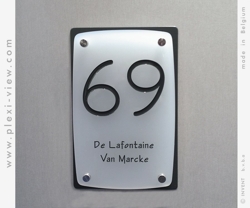 www.plexi-view.com
69
De Lafontaine
Van Marcke
made in Belgium